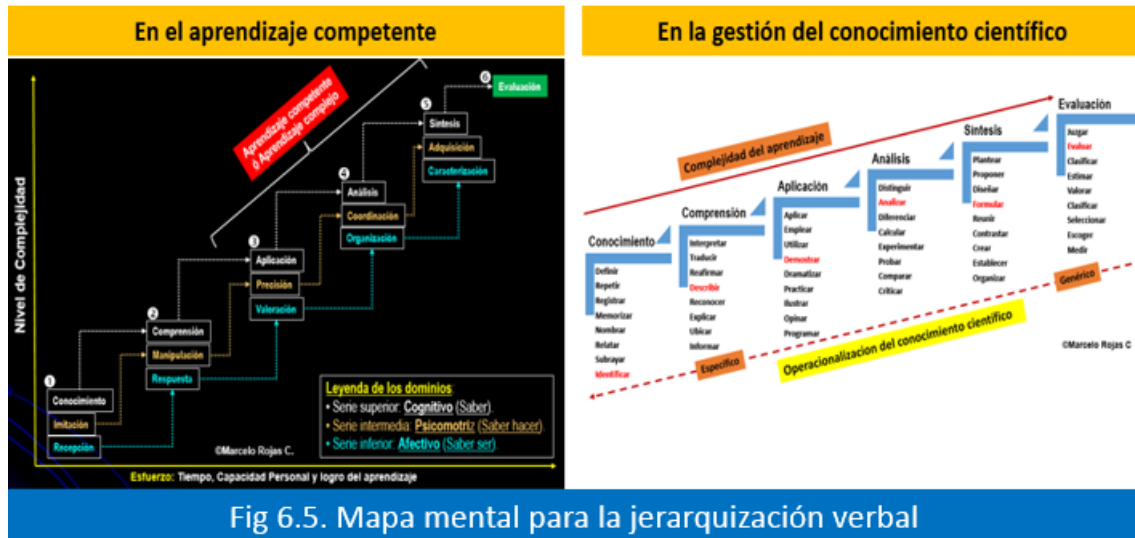 En el aprendizaje competente
Nivel de Complejidad
Aprendizaje competente
ó Aprendizaje complejo
1
Conocimiento
Imitación
Recepción
2
Comprensión
Manipulación
Respuesta
3
Aplicación
Precisión
Valoración
4
Análisis
Coordinación
Organización
5
Síntesis
Adquisición
Caracterización
6
Evaluación
Leyenda de los dominios:
• Serie superior: Cognitivo (Saber).
• Serie intermedia: Psicomotriz (Saber hacer).
• Serie inferior: Afectivo (Saber ser).
©Marcelo Rojas C.
Esfuerzo: Tiempo, Capacidad Personal y logro del aprendizaje
En la gestión del conocimiento científico
Complejidad del aprendizaje
Conocimiento
Definir
Repetir
Registrar
Memorizar
Nombrar
Relatar
Subrayar
Identificar
Comprensión
Interpretar
Traducir
Reafirmar
Describir
Reconocer
Explicar
Ubicar
Informar
Aplicación
Aplicar
Emplear
Utilizar
Demostrar
Dramatizar
Practicar
Ilustrar
Opinar
Programar
Análisis
Distinguir
Analizar
Diferenciar
Calcular
Experimentar
Probar
Comparar
Criticar
Síntesis
Plantear
Proponer
Diseñar
Formular
Reunir
Contrastar
Crear
Establecer
Organizar
Evaluación
Juzgar
Evaluar
Clasificar
Estimar
Valorar
Clasificar
Seleccionar
Escoger
Medir
Específico
Operacionalizacion del conocimiento científico
Genérico
©Marcelo Rojas C
Fig 6.5. Mapa mental para la jerarquización verbal